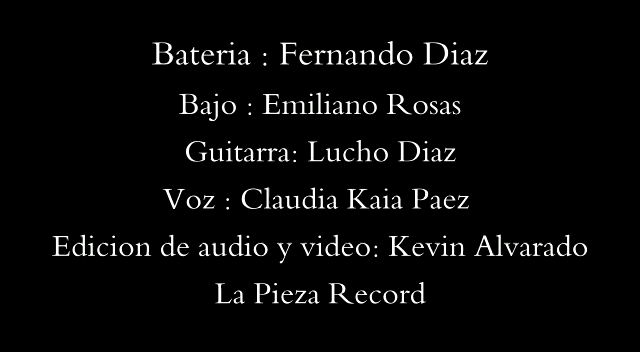 Bateria : Fernando Diaz
Bajo : Emiliano Rosas
Guitarra: Lucho Diaz
Voz : Claudia Kaia Paez
Edicion de audio y video: Kevin Alvarado
La Pieza Record